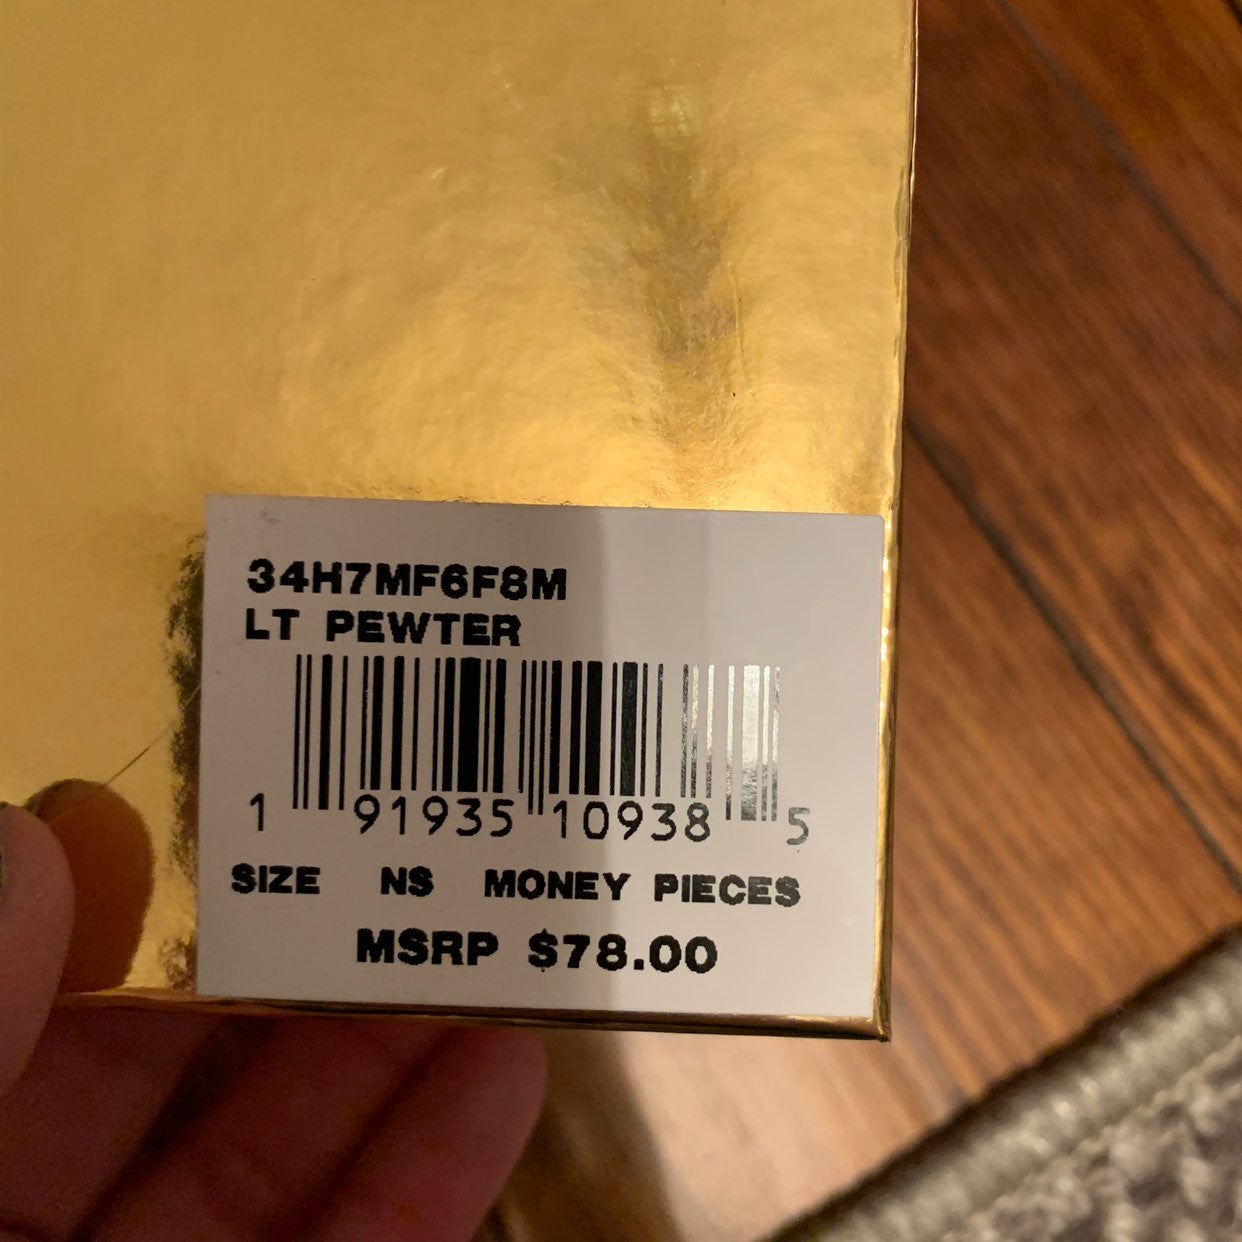 34H7MF6F8M
LT PEWTER
1 91935 10938 5
SIZE NS MONEY PIECES
MSRP $78.00